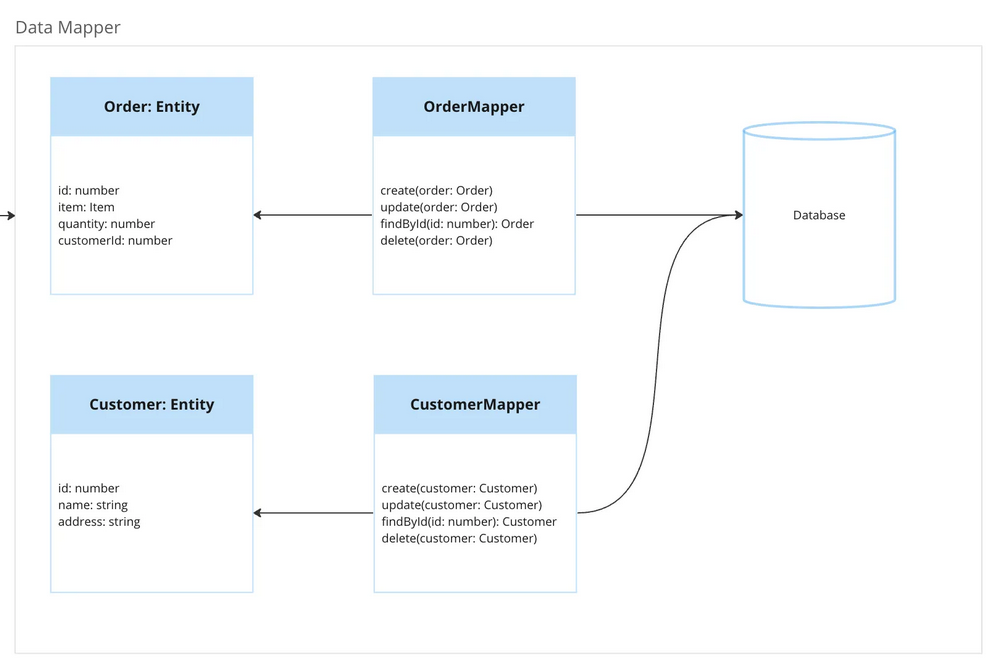 Data Mapper
Order: Entity
id: number
item: Item
quantity: number
customerId: number
OrderMapper
create(order: Order)
update(order: Order)
findById(id: number): Order
delete(order: Order)
Database
Customer: Entity
id: number
name: string
address: string
CustomerMapper
create(customer: Customer)
update(customer: Customer)
findById(id: number): Customer
delete(customer: Customer)